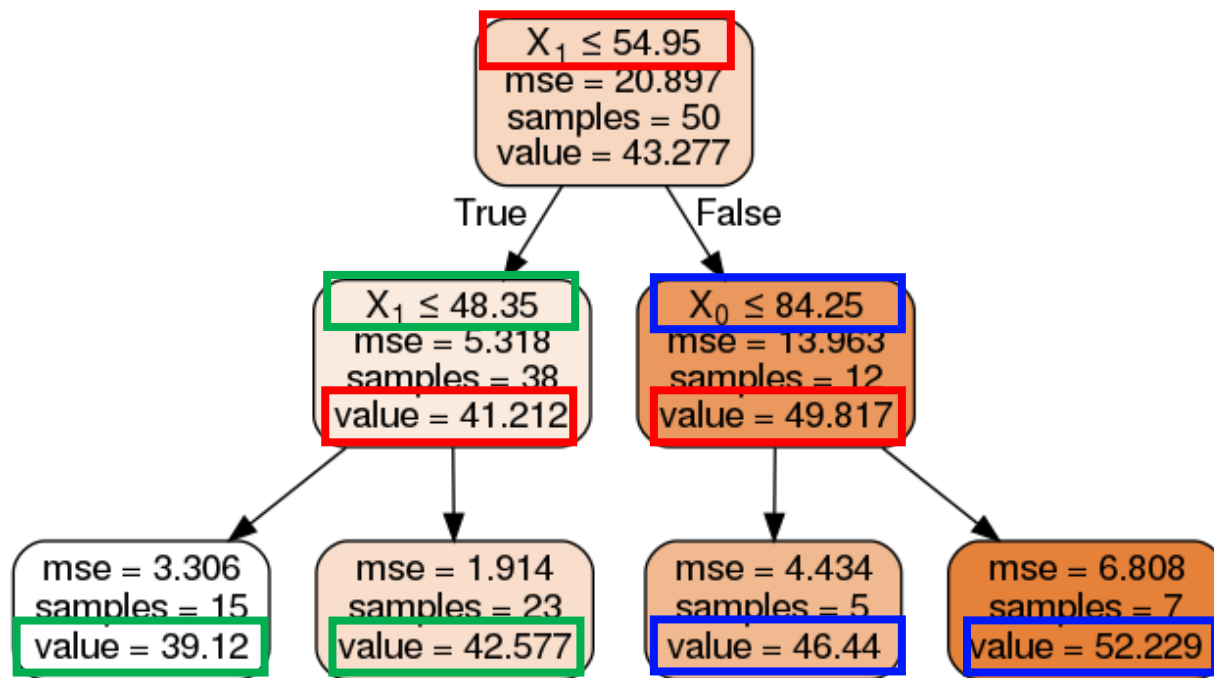 X₁ ≤ 54.95
mse = 20.897
samples = 50
value = 43.277
True
False
X₁ ≤ 48.35
mse = 5.318
samples = 38
value = 41.212
X₀ ≤ 84.25
mse = 13.963
samples = 12
value = 49.817
mse = 3.306
samples = 15
value = 39.12
mse = 1.914
samples = 23
value = 42.577
mse = 4.434
samples = 5
value = 46.44
mse = 6.808
samples = 7
value = 52.229